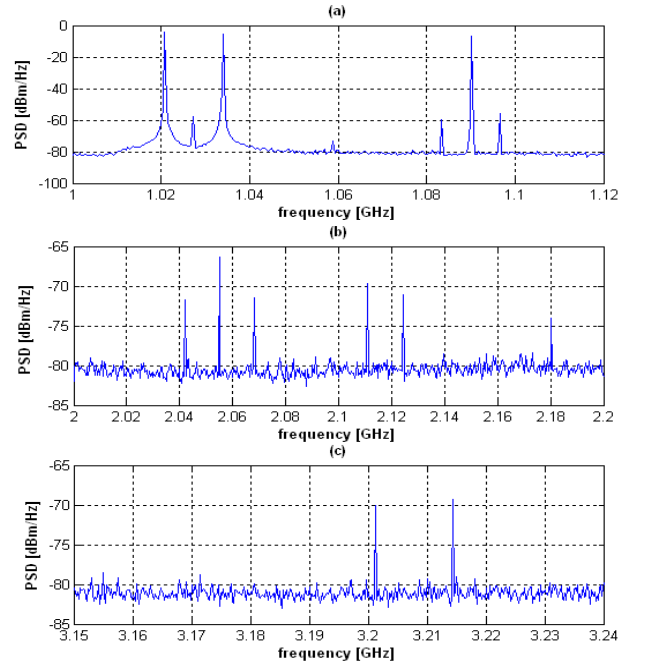 (a)
PSD [dBm/Hz]
0
-20
-40
-60
-80
-100
1 1.02 1.04 1.06 1.08 1.1 1.12
frequency [GHz]
(b)
PSD [dBm/Hz]
-65
-70
-75
-80
-85
2 2.02 2.04 2.06 2.08 2.1 2.12 2.14 2.16 2.18 2.2
frequency [GHz]
(c)
PSD [dBm/Hz]
-65
-70
-75
-80
-85
3.15 3.16 3.17 3.18 3.19 3.2 3.21 3.22 3.23 3.24
frequency [GHz]